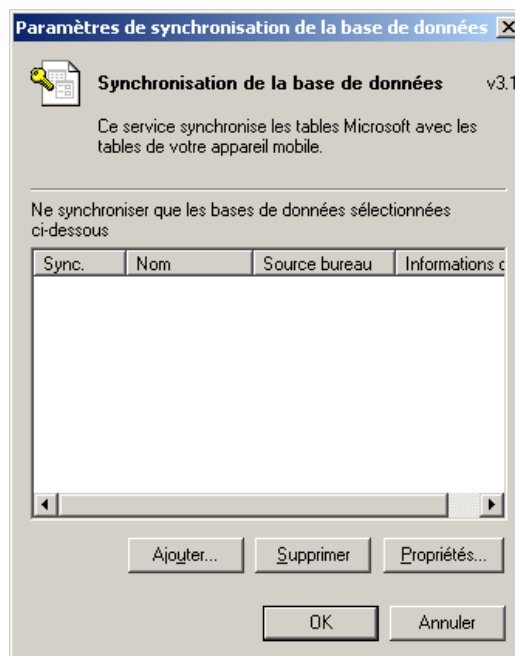 Paramètres de synchronisation de la base de données
Synchronisation de la base de données v3.1
Ce service synchronise les tables Microsoft avec les
tables de votre appareil mobile.
Ne synchroniser que les bases de données sélectionnées
ci-dessous
Sync. Nom Source bureau Informations c
Ajouter... Supprimer Propriétés...
OK Annuler